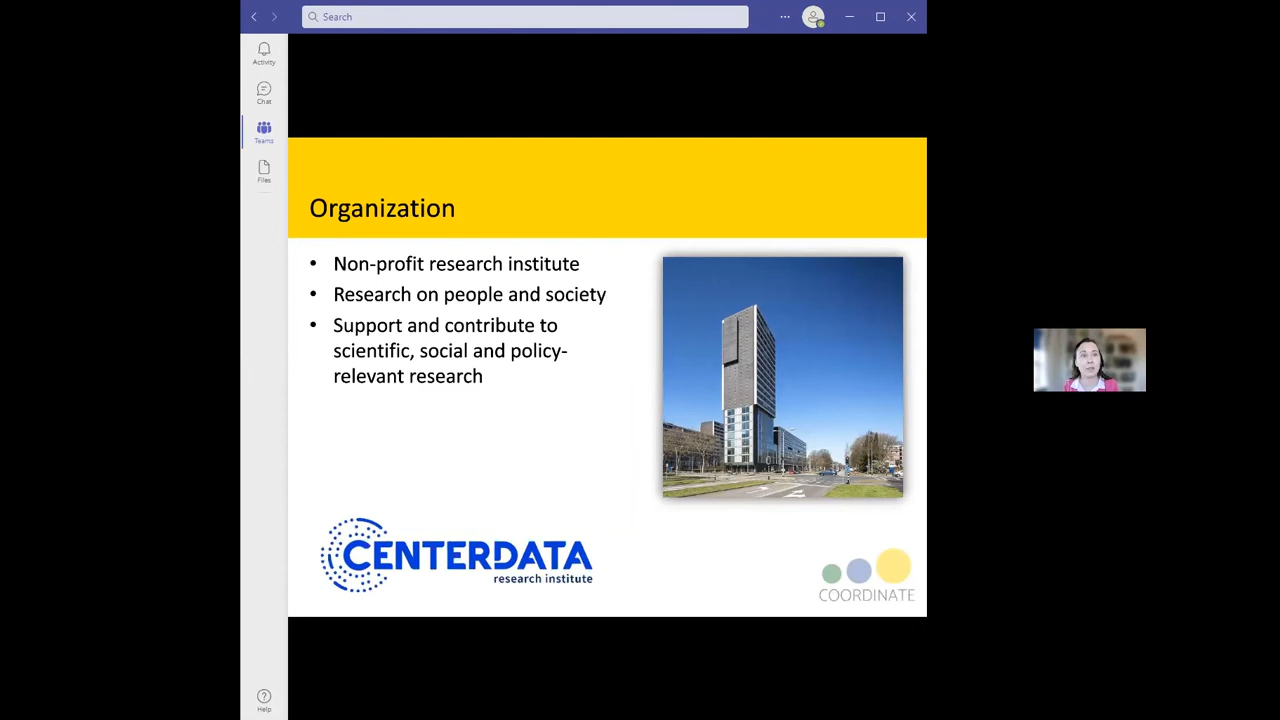 Search
Activity
Chat
Teams
Files
Organization
• Non-profit research institute
• Research on people and society
• Support and contribute to
scientific, social and policy-
relevant research
CENTERDATA
research institute
COORDINATE
Help